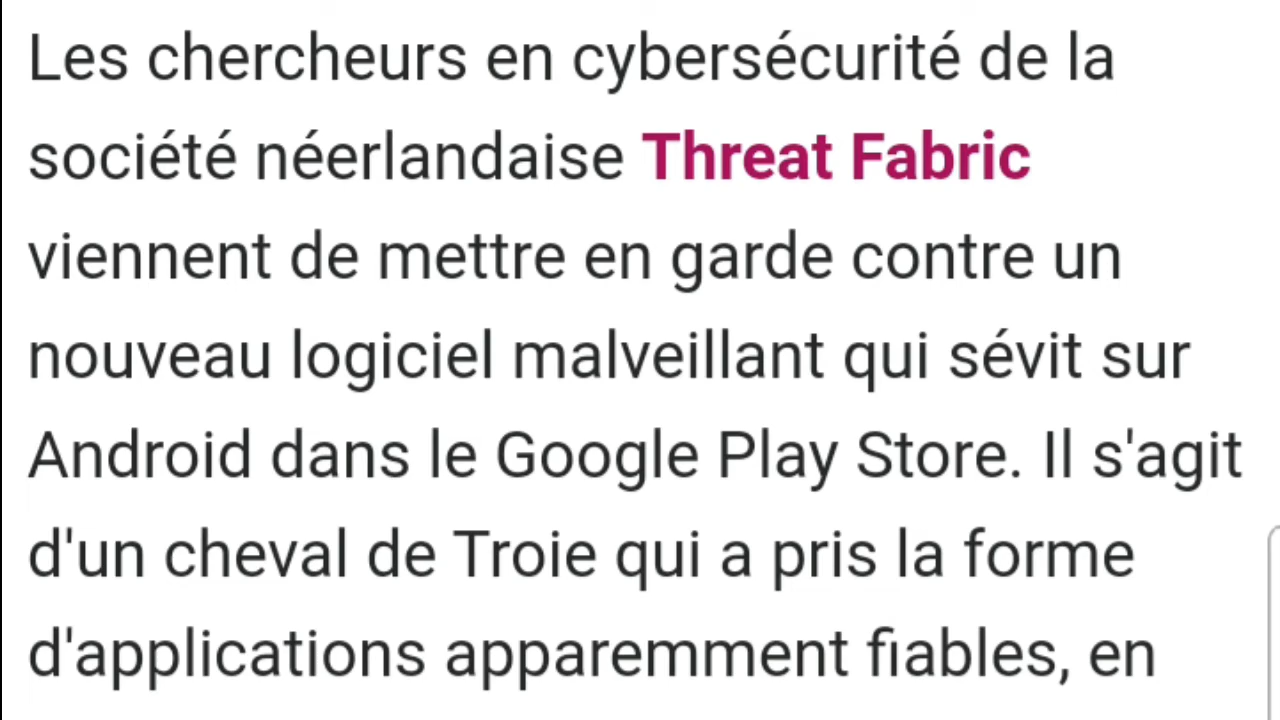 Les chercheurs en cybersécurité de la
société néerlandaise Threat Fabric
viennent de mettre en garde contre un
nouveau logiciel malveillant qui sévit sur
Android dans le Google Play Store. Il s'agit
d'un cheval de Troie qui a pris la forme
d'applications apparemment fiables, en